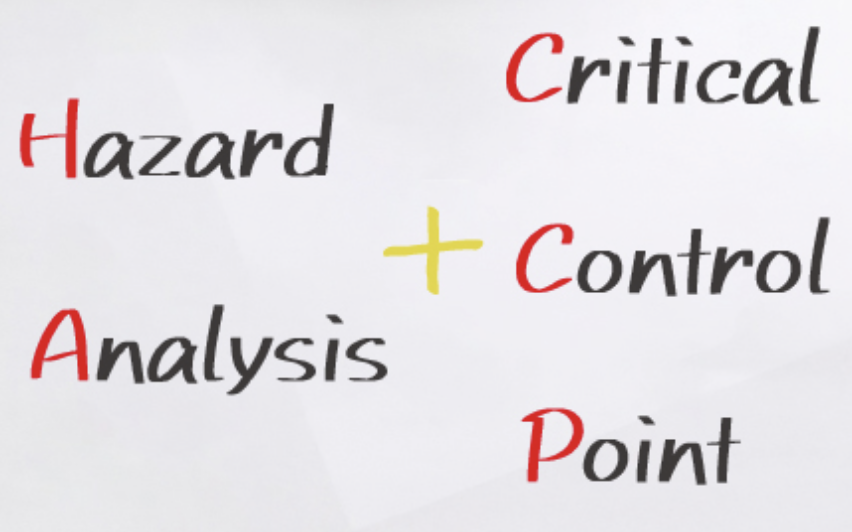 Hazard
Analysis
+
Critical
Control
Point